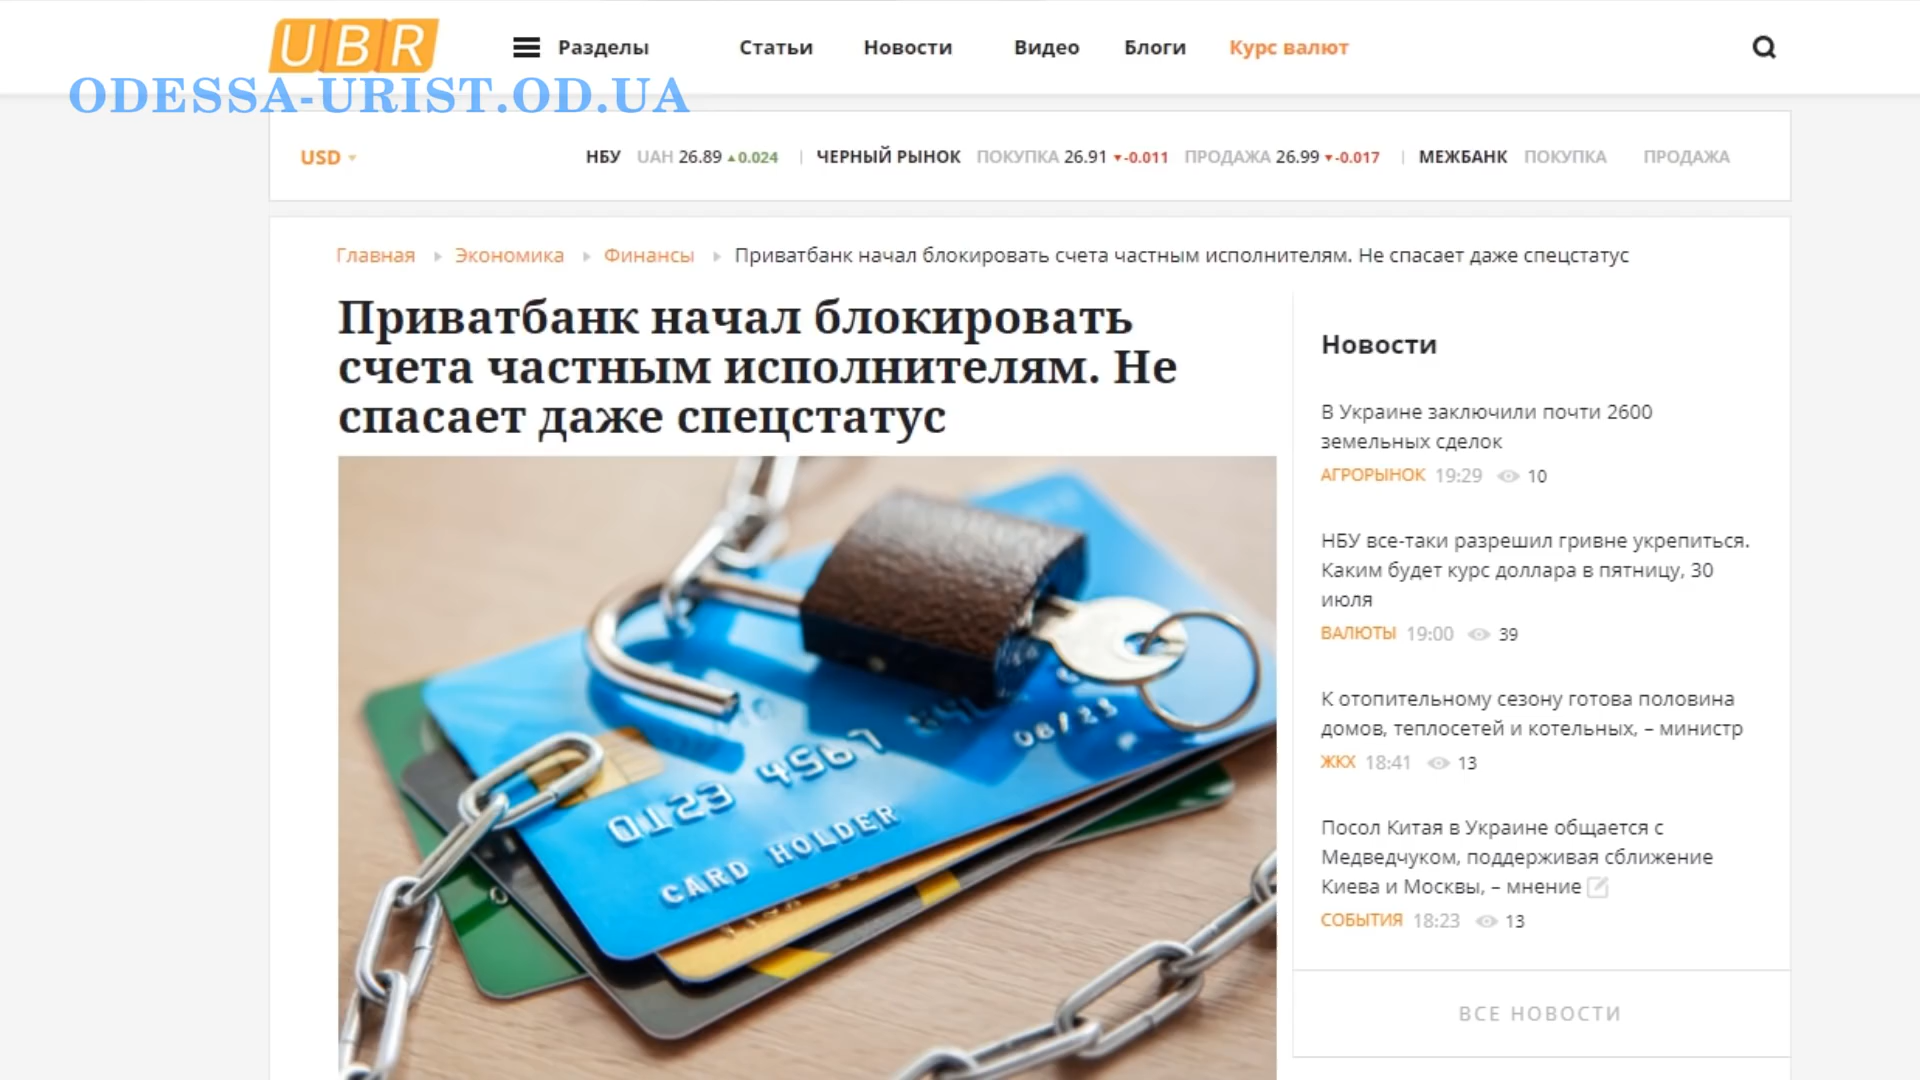 UBR
Разделы
Статьи
Новости
Видео
Блоги
Курс валют
ODESSA-URIST.OD.UA
USD
НБУ UAH 26.89 0.024 | ЧЕРНЫЙ РЫНОК ПОКУПКА 26.91 -0.011 ПРОДАЖА 26.99 -0.017 | МЕЖБАНК ПОКУПКА ПРОДАЖА
Главная Экономика Финансы Приватбанк начал блокировать счета частным исполнителям. Не спасает даже спецстатус
Приватбанк начал блокировать
счета частным исполнителям. Не
спасает даже спецстатус
0123 4567
08/23
CARD HOLDER
Новости
В Украине заключили почти 2600
земельных сделок
АГРОРЫНОК 19:29 10
НБУ все-таки разрешил гривне укрепиться.
Каким будет курс доллара в пятницу, 30
июля
ВАЛЮТЫ 19:00 39
К отопительному сезону готова половина
домов, теплосетей и котельных, – министр
ЖКХ 18:41 13
Посол Китая в Украине общается с
Медведчуком, поддерживая сближение
Киева и Москвы, – мнение
СОБЫТИЯ 18:23 13
ВСЕ НОВОСТИ